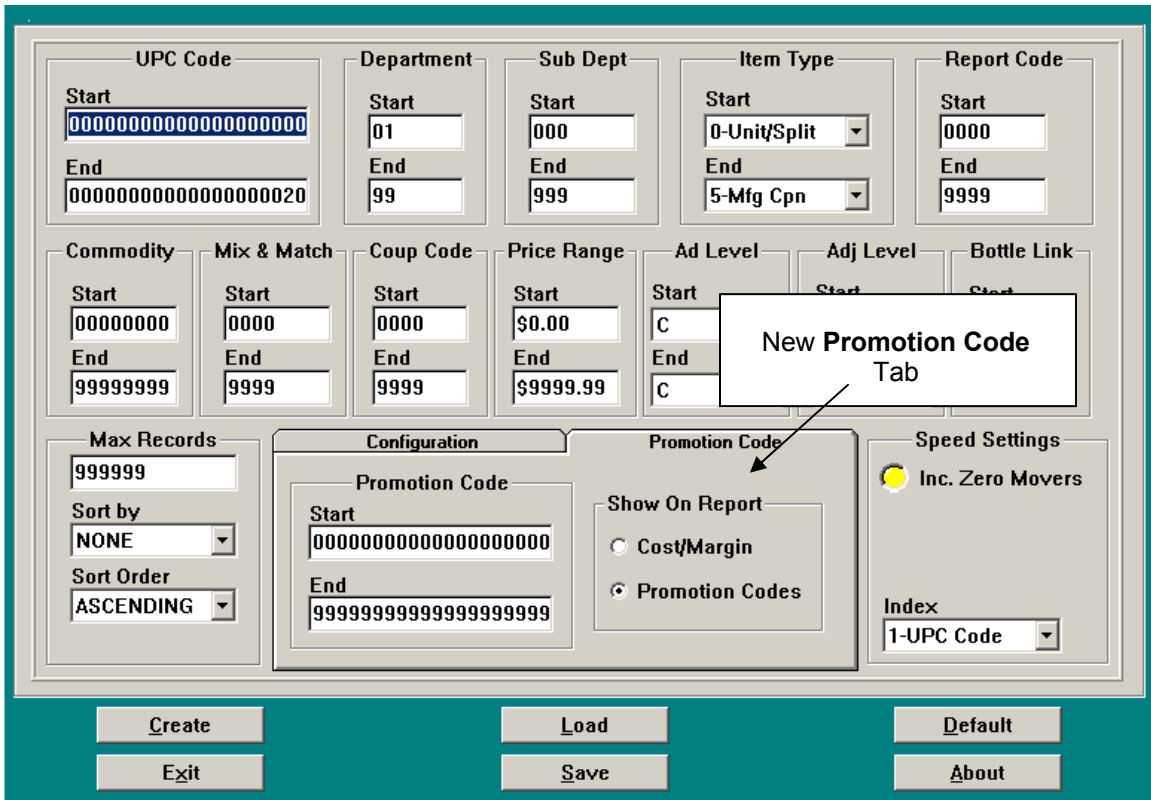 UPC Code
Start
00000000000000000000
End
00000000000000000020
Department
Start
01
End
99
Sub Dept
Start
000
End
999
Item Type
Start
0-Unit/Split
End
5-Mfg Cpn
Report Code
Start
0000
End
9999
Commodity
Start
00000000
End
99999999
Mix & Match
Start
0000
End
9999
Coup Code
Start
0000
End
9999
Price Range
Start
$0.00
End
$9999.99
Ad Level
Start
C
End
C
Adj Level
Start
Bottle Link
Start
New Promotion Code
Tab
Max Records
999999
Sort by
NONE
Sort Order
ASCENDING
Configuration
Promotion Code
Promotion Code
Start
00000000000000000000
End
99999999999999999999
Show On Report
Cost/Margin
Promotion Codes
Speed Settings
Inc. Zero Movers
Index
1-UPC Code
Create
Load
Default
Exit
Save
About